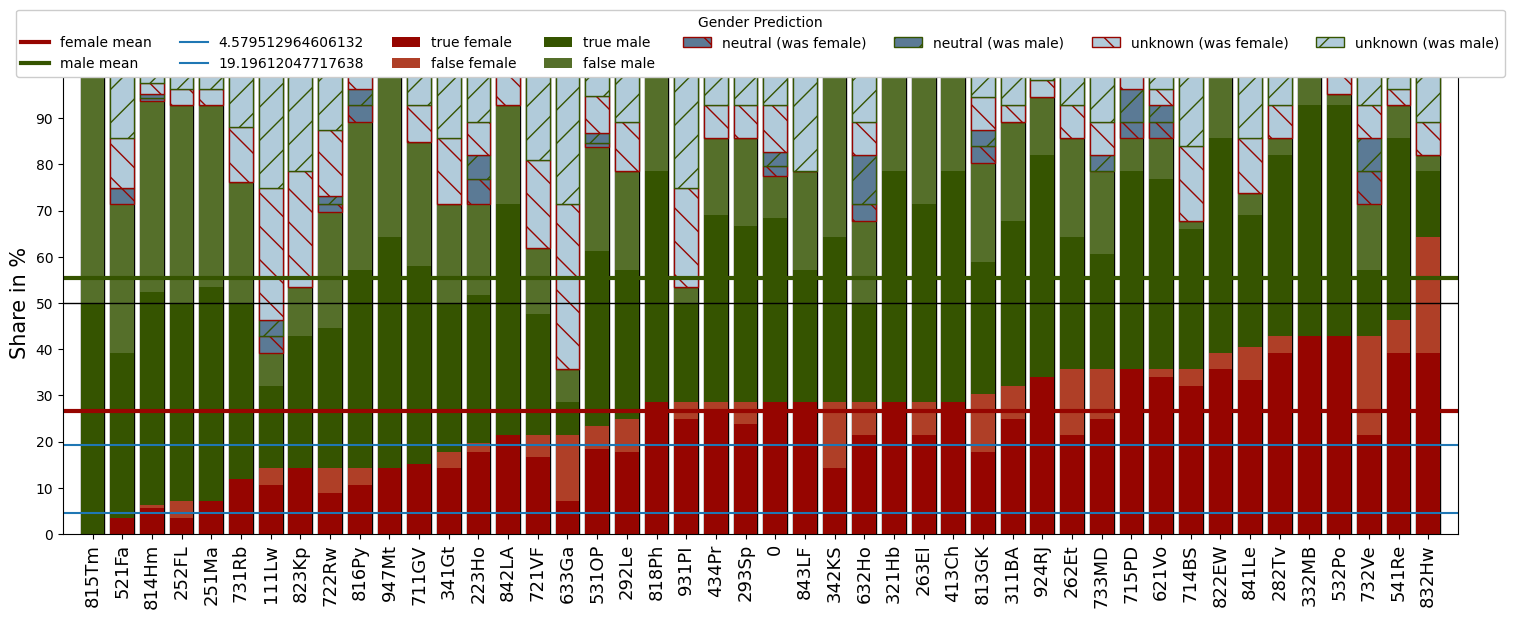 Gender Prediction
female mean 4.579512964606132 true female true male neutral (was female) neutral (was male) unknown (was female) unknown (was male)
male mean 19.19612047717638 false female false male
Share in %
90
80
70
60
50
40
30
20
10
0
815Tm 521Fa 814Hm 252FL 251Ma 731Rb 111Lw 823Kp 722Rw 816Py 947Mt 711GV 341Gt 223Ho 842LA 721VF 633Ga 531OP 292Le 818Ph 931PI 434Pr 293Sp 0 843LF 342KS 632Ho 321Hb 263El 413Ch 813GK 311BA 924RJ 262Et 733MD 715PD 621Vo 714BS 822EW 841Le 282Tv 332MB 532Po 732Ve 541Re 832Hw